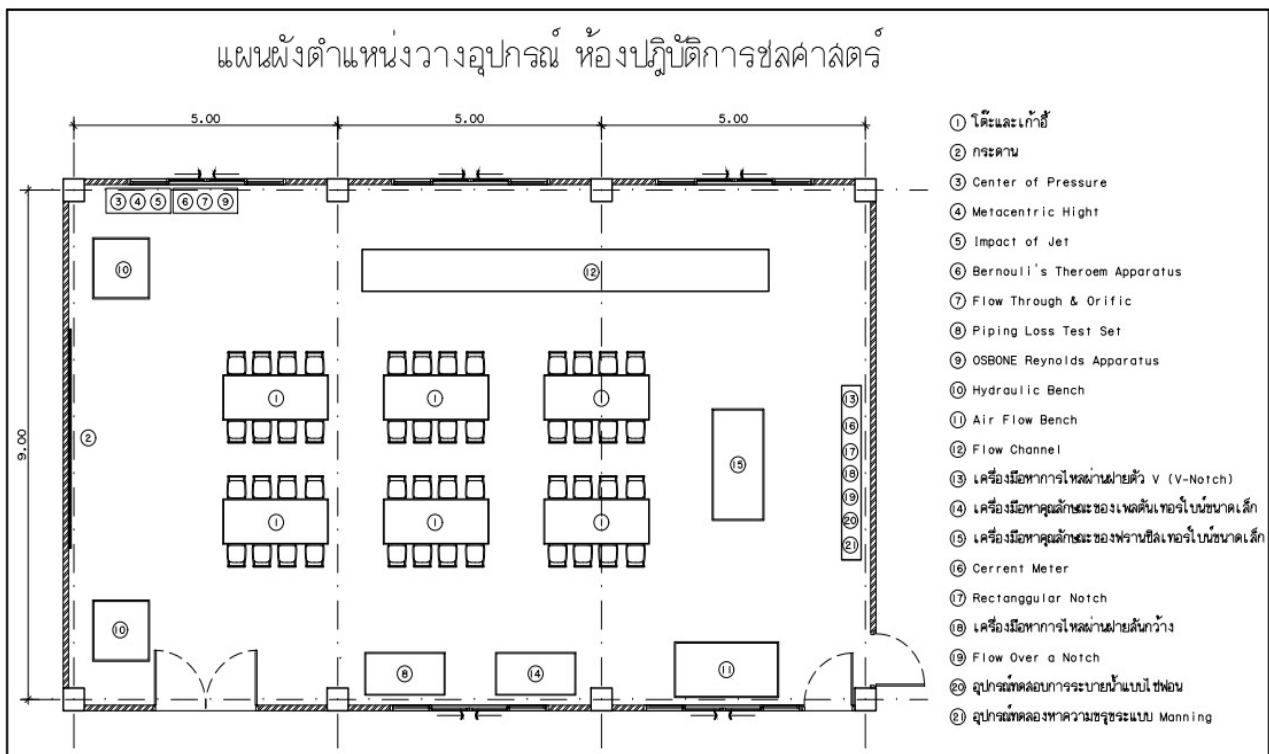 แผนผังตำแหน่งวางอุปกรณ์ ห้องปฏิบัติการชลศาสตร์
5.00 5.00 5.00
9.00
3 4 5 6 7 9
10
12
1 1 1
2
13
16
15
17
18
19
1 1 1
20
21
10
8 14 11
1 โต๊ะและเก้าอี้
2 กระดาน
3 Center of Pressure
4 Metacentric Hight
5 Impact of Jet
6 Bernouli's Theroem Apparatus
7 Flow Through & Orific
8 Piping Loss Test Set
9 OSBONE Reynolds Apparatus
10 Hydraulic Bench
11 Air Flow Bench
12 Flow Channel
13 เครื่องมือหาการไหลผ่านฝายตัว V (V-Notch)
14 เครื่องมือหาคุณลักษณะของเพลตันเทอร์ไบน์ขนาดเล็ก
15 เครื่องมือหาคุณลักษณะของฟรานซิสเทอร์ไบน์ขนาดเล็ก
16 Cerrent Meter
17 Rectanggular Notch
18 เครื่องมือหาการไหลผ่านฝายสันกว้าง
19 Flow Over a Notch
20 อุปกรณ์ทดสอบการระบายน้ำแบบไซฟอน
21 อุปกรณ์ทดลองหาความขรุขระแบบ Manning